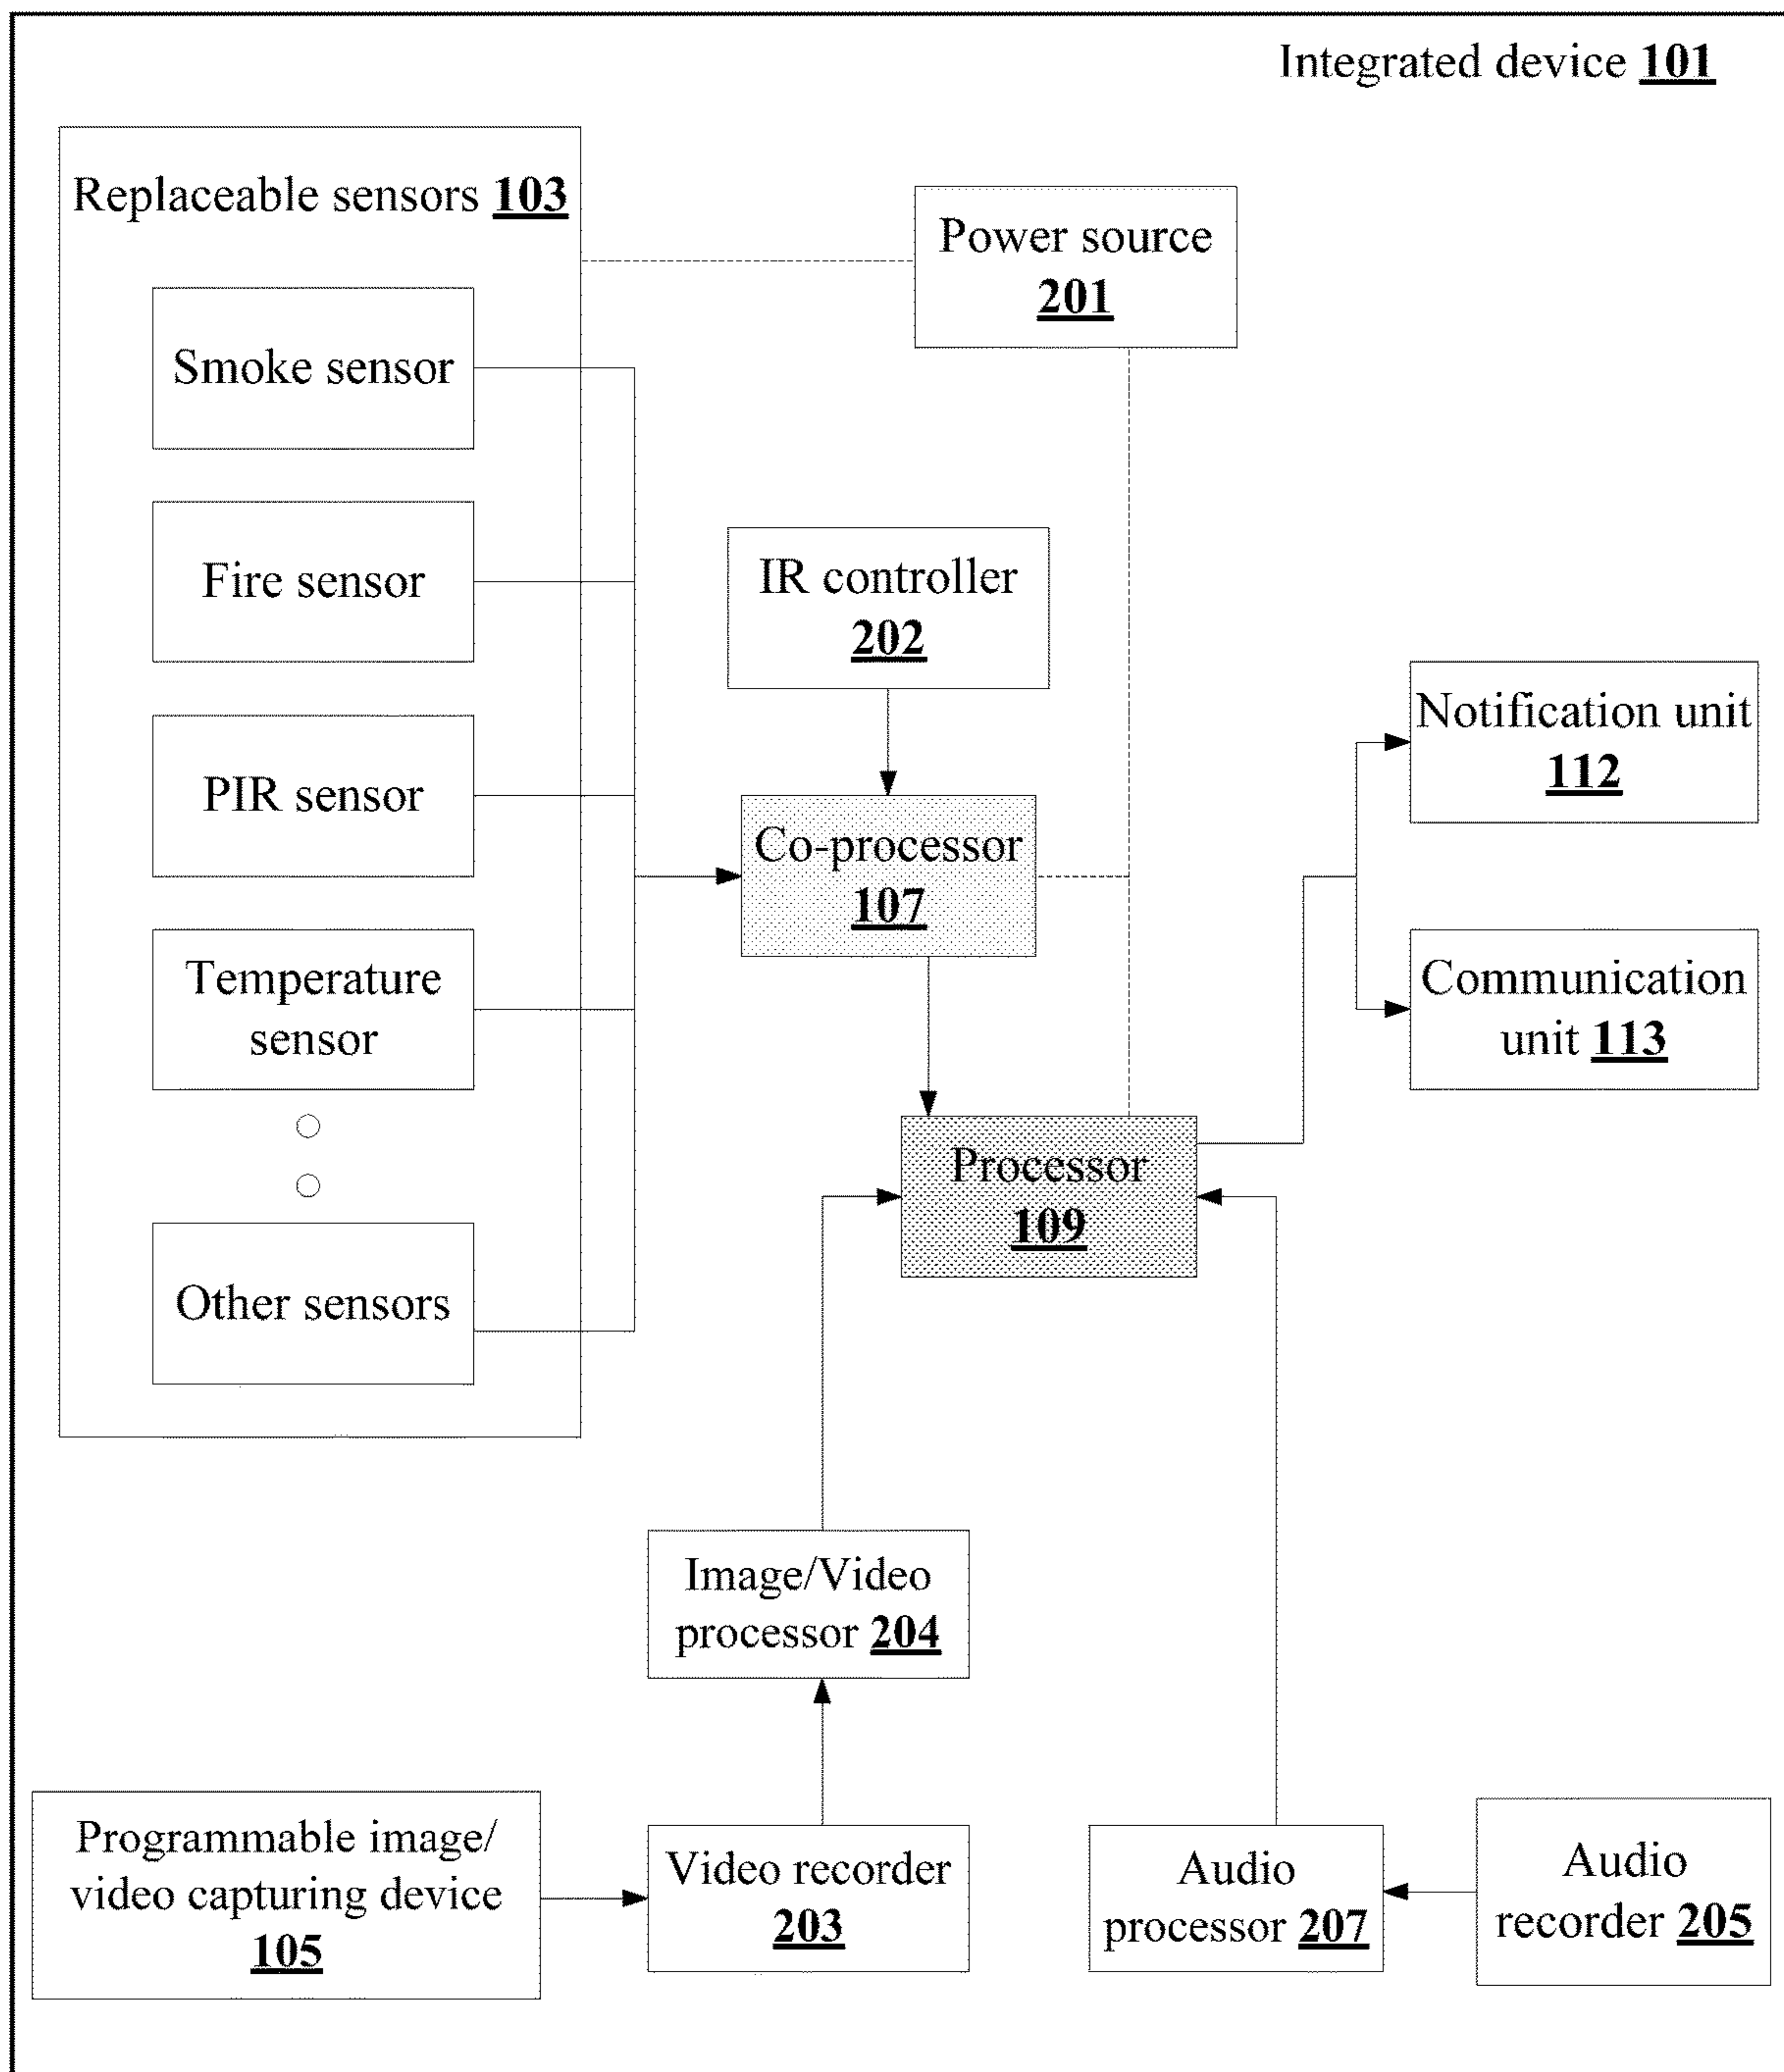 Integrated device 101
Replaceable sensors 103
Power source
201
Smoke sensor
Fire sensor
IR controller
202
PIR sensor
Notification unit
112
Co-processor
107
Temperature
sensor
Communication
unit 113
Processor
109
Other sensors
Image/Video
processor 204
Programmable image/
video capturing device
105
Video recorder
203
Audio
processor 207
Audio
recorder 205